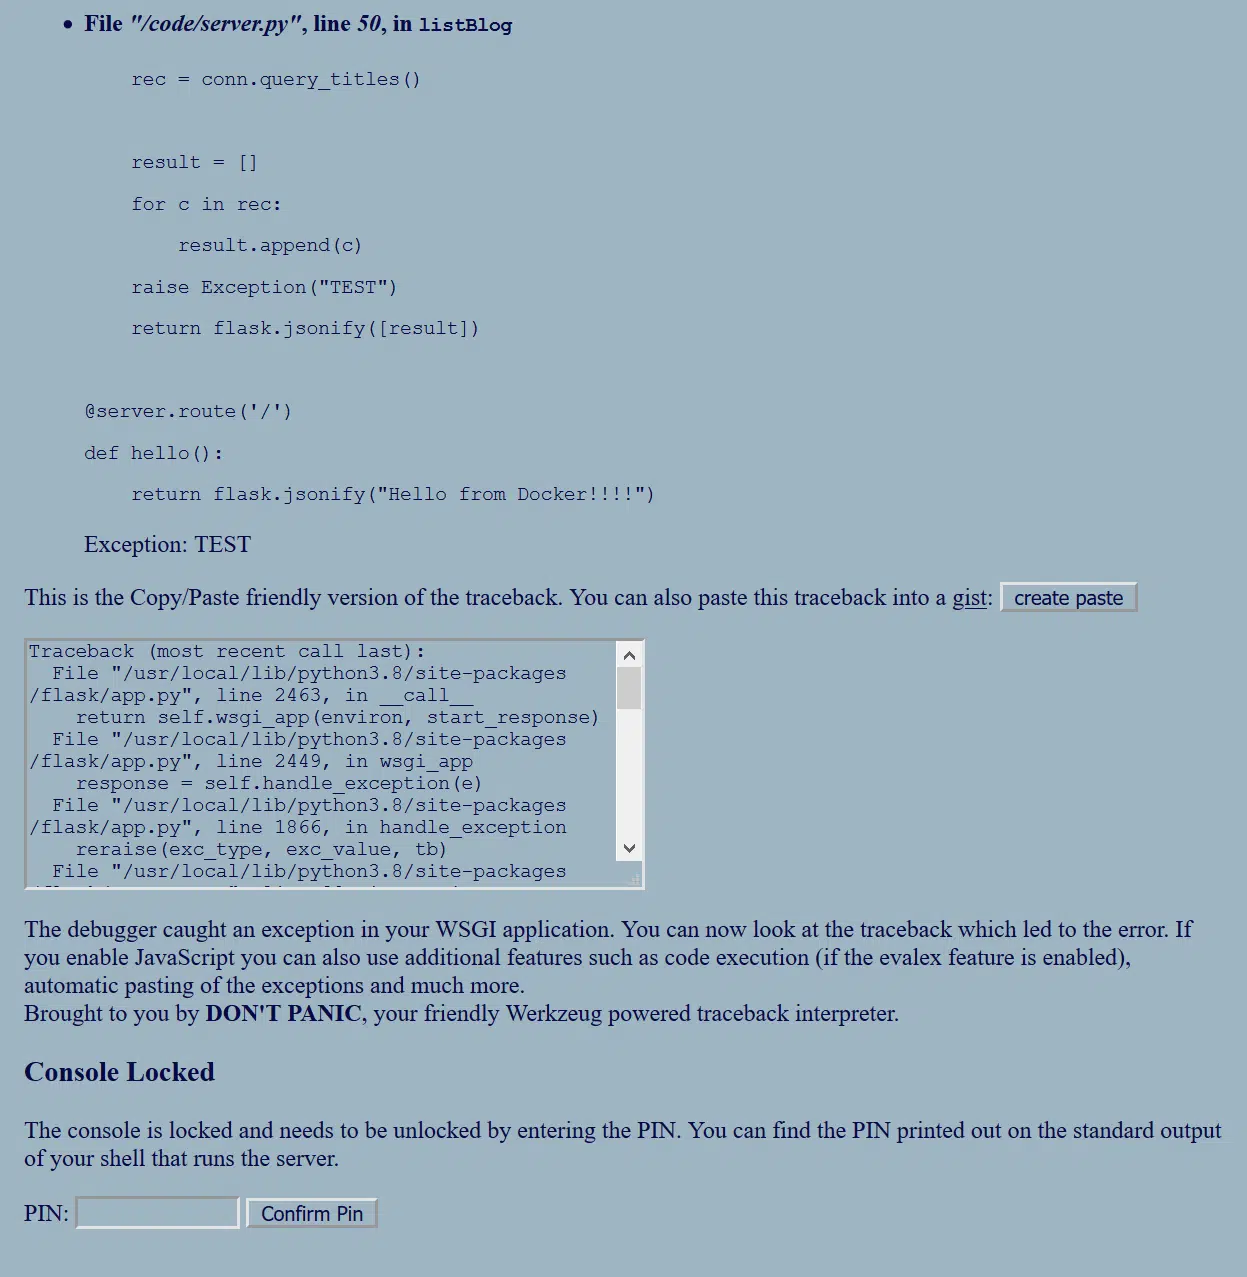 File "/code/server.py", line 50, in listBlog
rec = conn.query_titles()
result = []
for c in rec:
result.append(c)
raise Exception("TEST")
return flask.jsonify([result])
@server.route('/')
def hello():
return flask.jsonify("Hello from Docker!!!!")
Exception: TEST
This is the Copy/Paste friendly version of the traceback. You can also paste this traceback into a gist: create paste
Traceback (most recent call last):
File "/usr/local/lib/python3.8/site-packages
/flask/app.py", line 2463, in __call__
return self.wsgi_app(environ, start_response)
File "/usr/local/lib/python3.8/site-packages
/flask/app.py", line 2449, in wsgi_app
response = self.handle_exception(e)
File "/usr/local/lib/python3.8/site-packages
/flask/app.py", line 1866, in handle_exception
reraise(exc_type, exc_value, tb)
File "/usr/local/lib/python3.8/site-packages
The debugger caught an exception in your WSGI application. You can now look at the traceback which led to the error. If
you enable JavaScript you can also use additional features such as code execution (if the evalex feature is enabled),
automatic pasting of the exceptions and much more.
Brought to you by DON'T PANIC, your friendly Werkzeug powered traceback interpreter.
Console Locked
The console is locked and needs to be unlocked by entering the PIN. You can find the PIN printed out on the standard output
of your shell that runs the server.
PIN: Confirm Pin